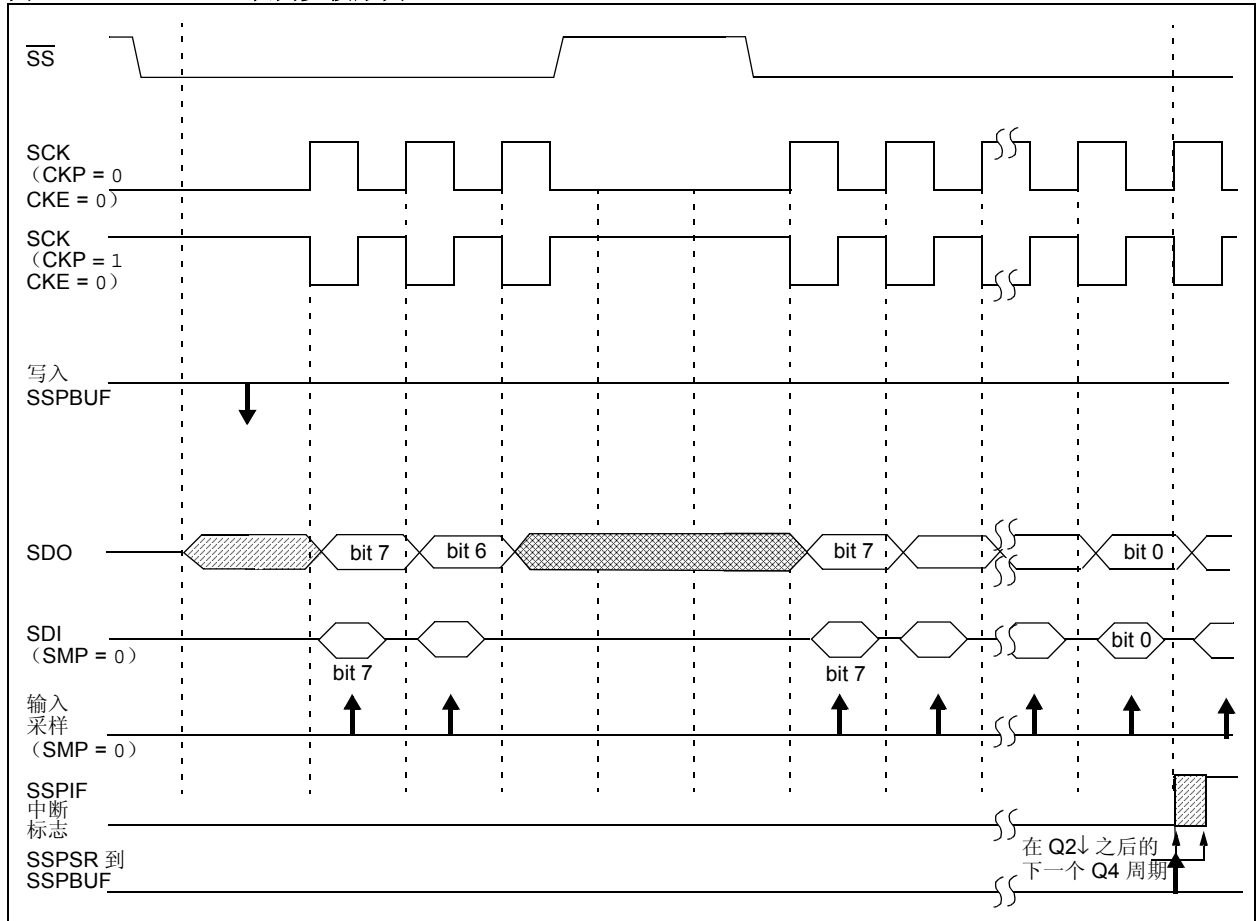 SS
SCK
（CKP = 0
CKE = 0）
SCK
（CKP = 1
CKE = 0）
写入
SSPBUF
SDO
bit 7
bit 6
bit 7
bit 0
SDI
（SMP = 0）
bit 7
bit 7
bit 0
输入
采样
（SMP = 0）
SSPIF
中断
标志
SSPSR 到
SSPBUF
在 Q2↓ 之后的
下一个 Q4 周期